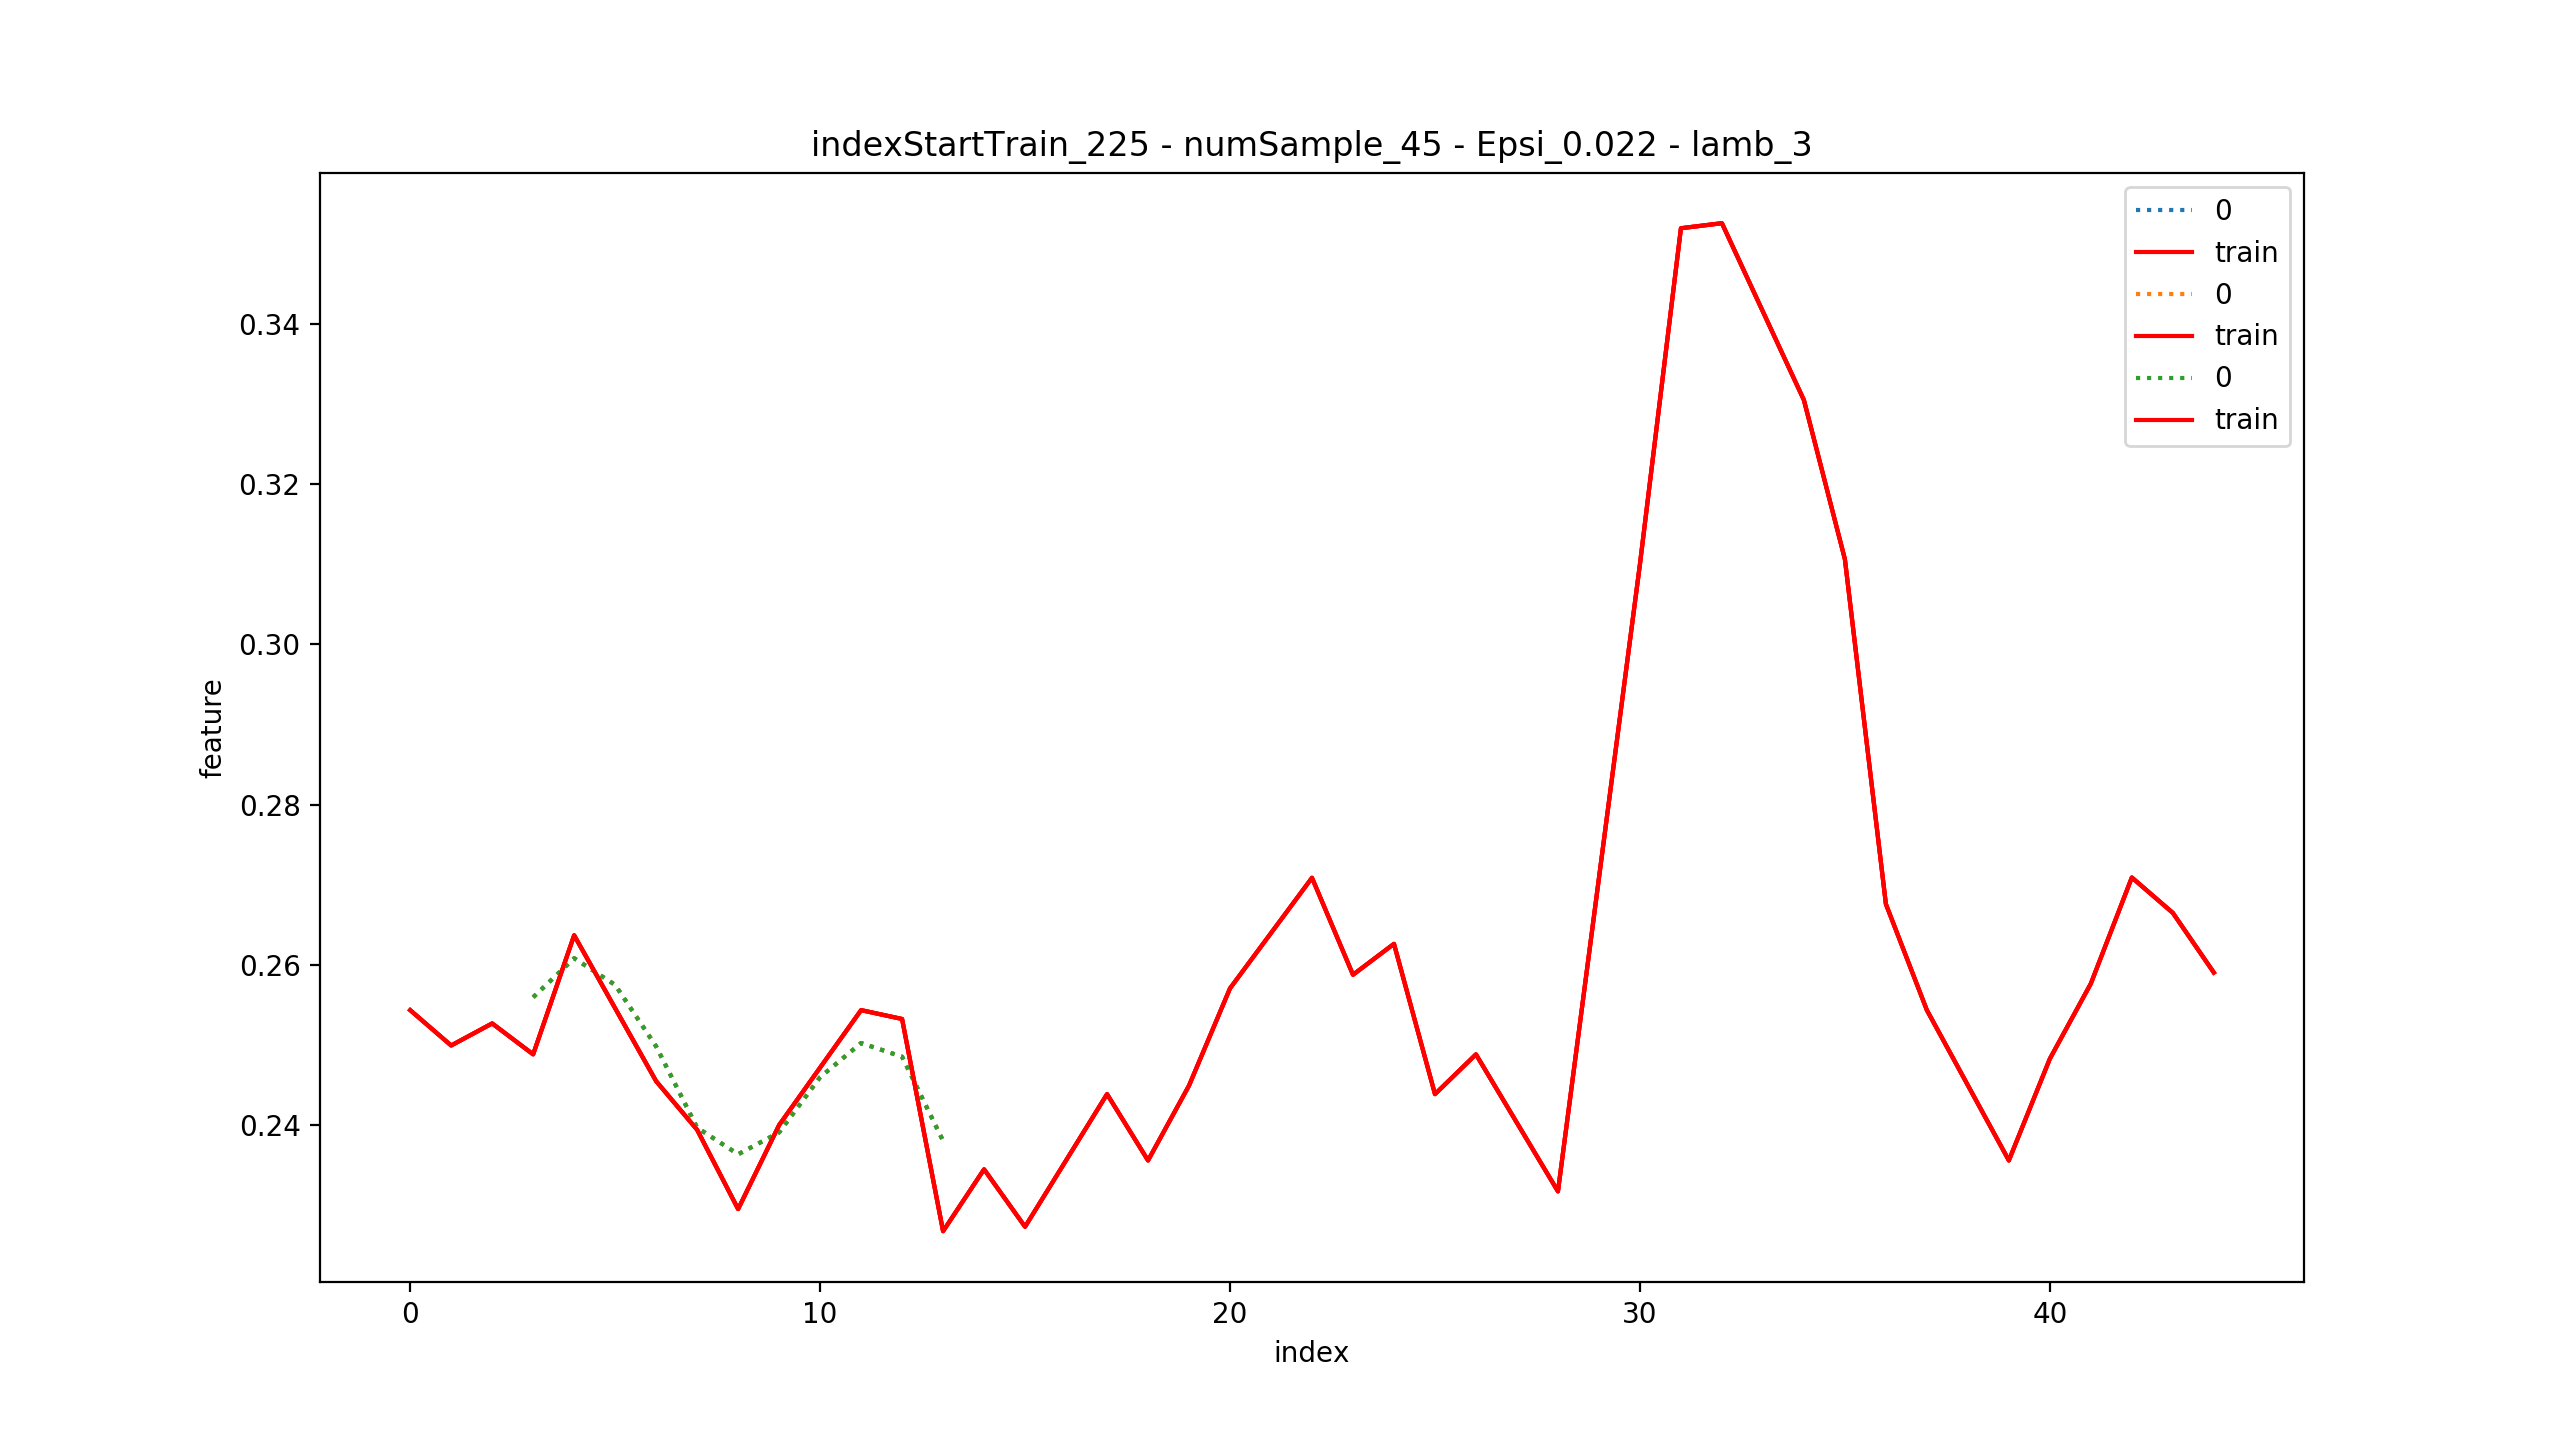 indexStartTrain_225 - numSample_45 - Epsi_0.022 - lamb_3
0
train
0
train
0
train
0.34
0.32
0.30
0.28
0.26
0.24
feature
0 10 20 30 40
index